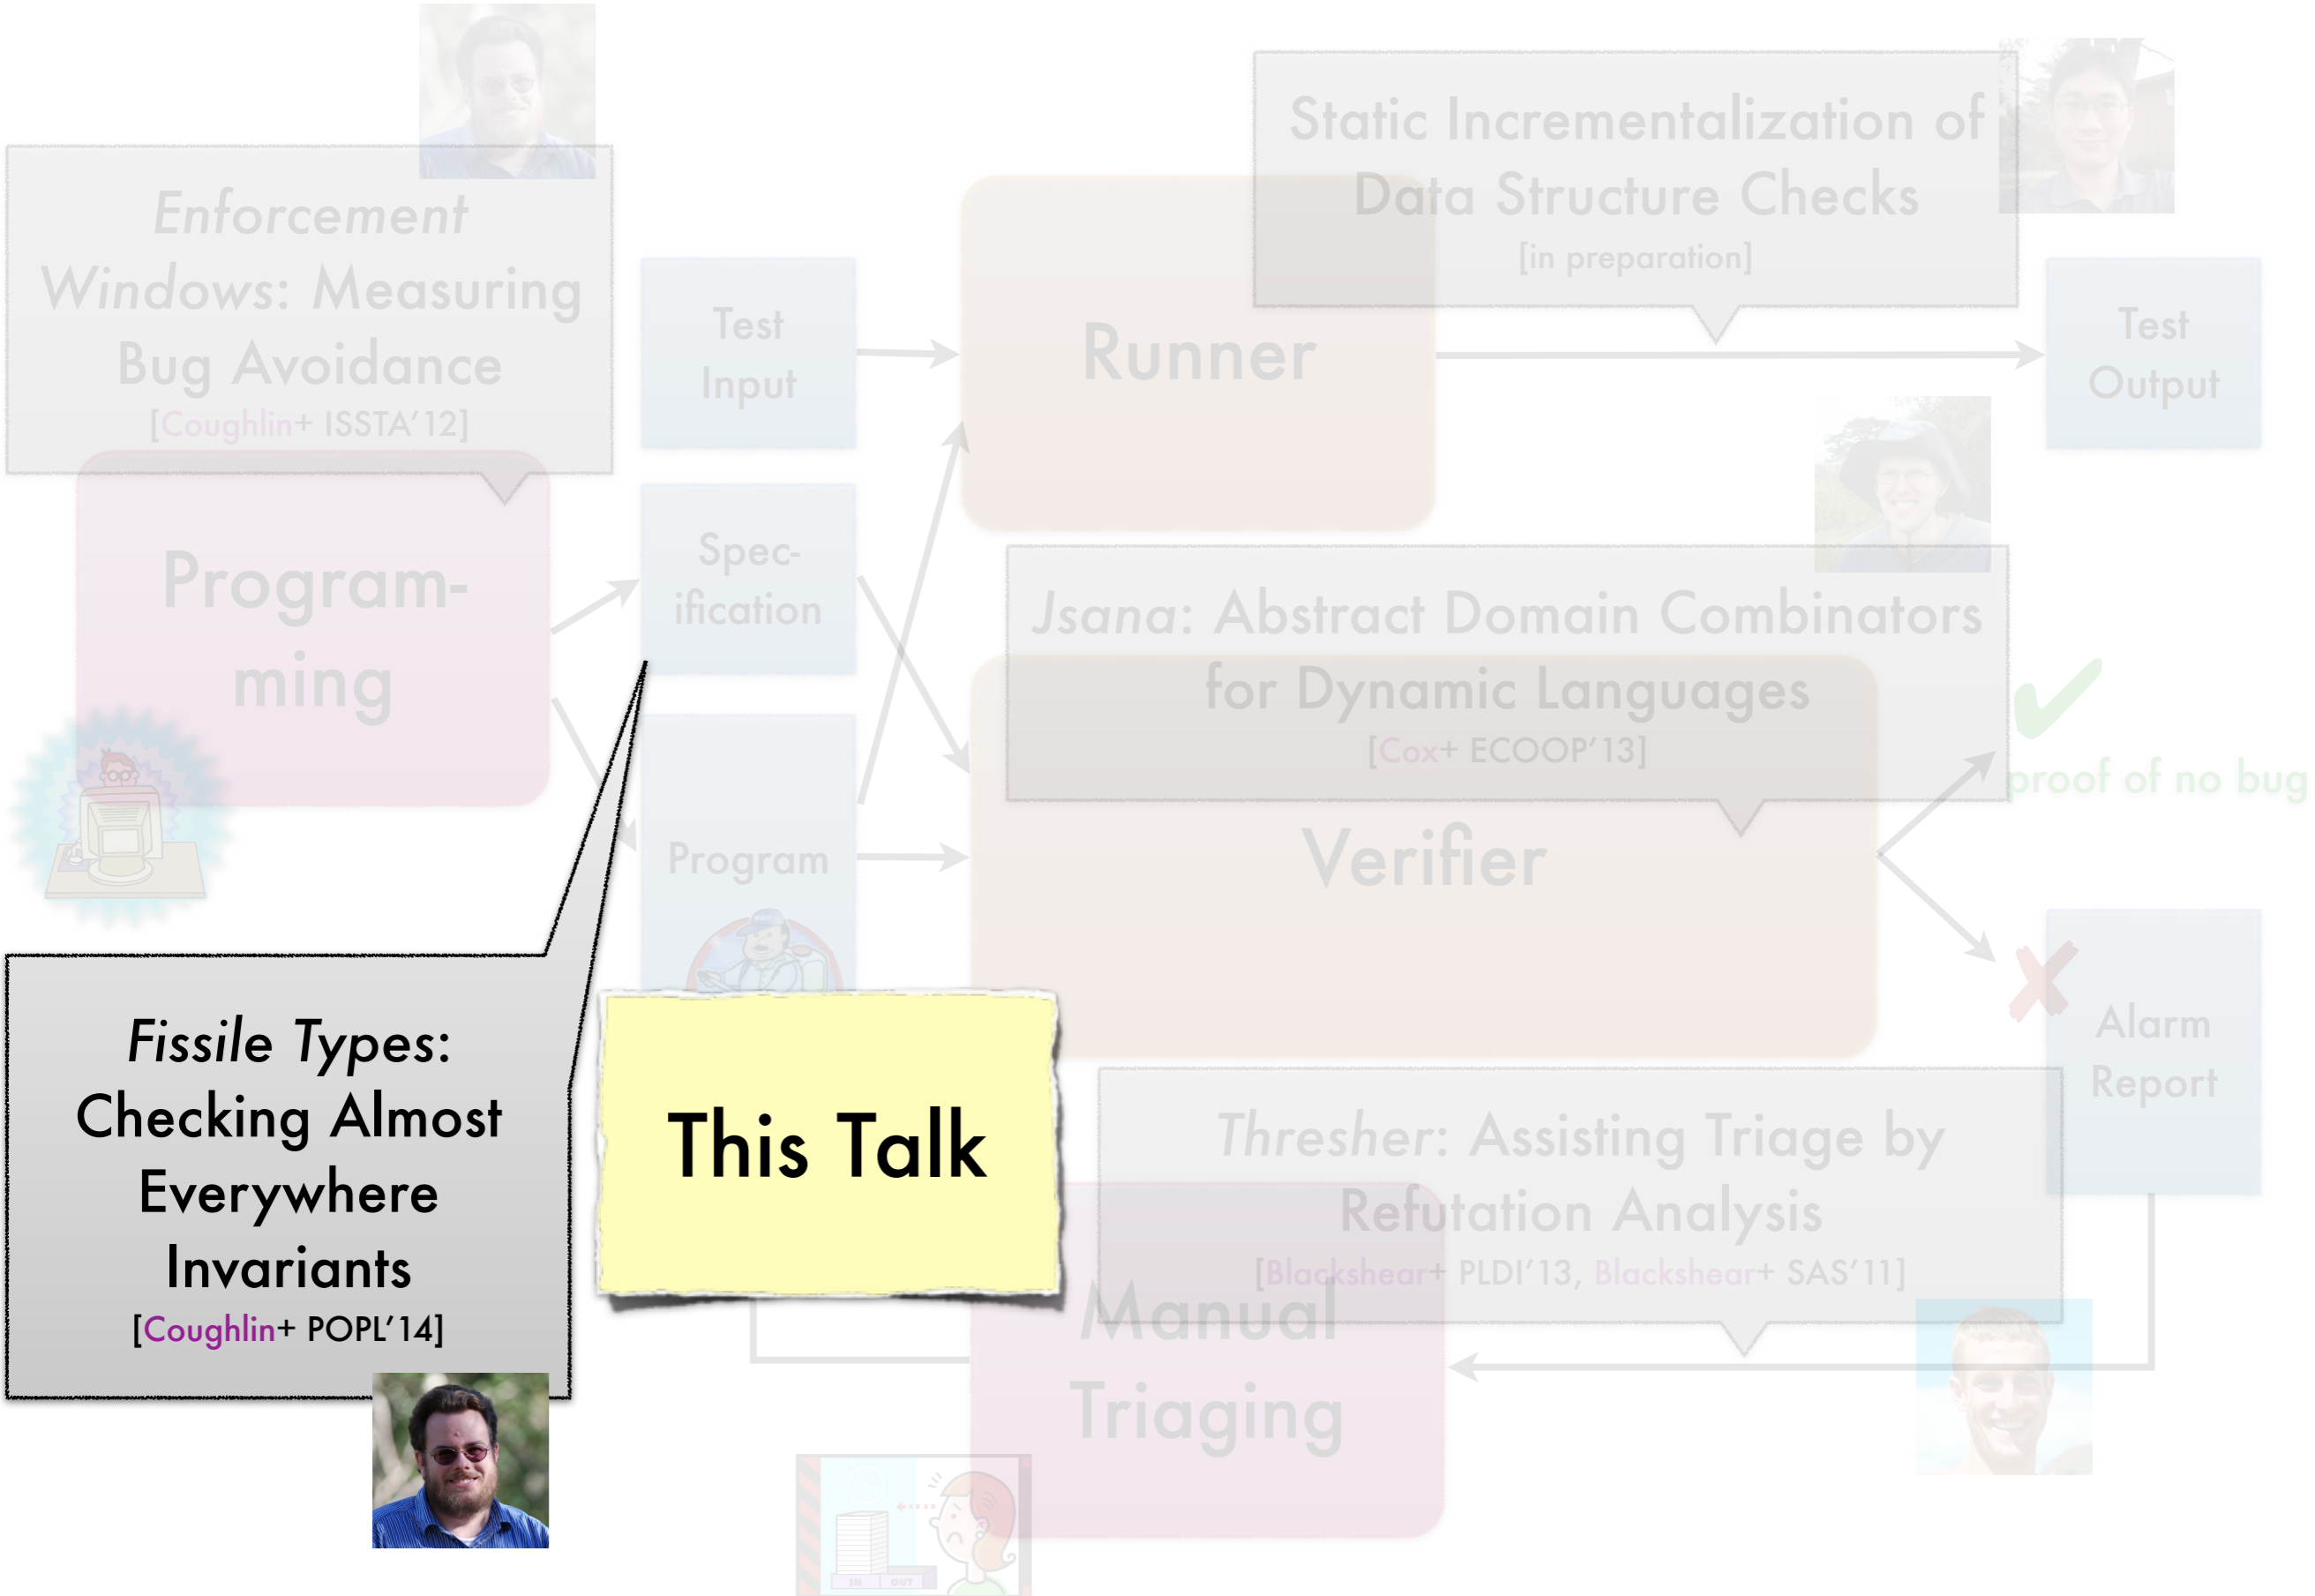 Enforcement
Windows: Measuring
Bug Avoidance
[Coughlin+ ISSTA'12]
Static Incrementalization of
Data Structure Checks
[in preparation]
Test
Input
Runner
Test
Output
Program-
ming
Spec-
ification
Jsana: Abstract Domain Combinators
for Dynamic Languages
[Cox+ ECOOP'13]
proof of no bug
Program
Verifier
Alarm
Report
Fissile Types:
Checking Almost
Everywhere
Invariants
[Coughlin+ POPL'14]
This Talk
Thresher: Assisting Triage by
Refutation Analysis
[Blackshear+ PLDI'13, Blackshear+ SAS'11]
Manual
Triaging
IN OUT